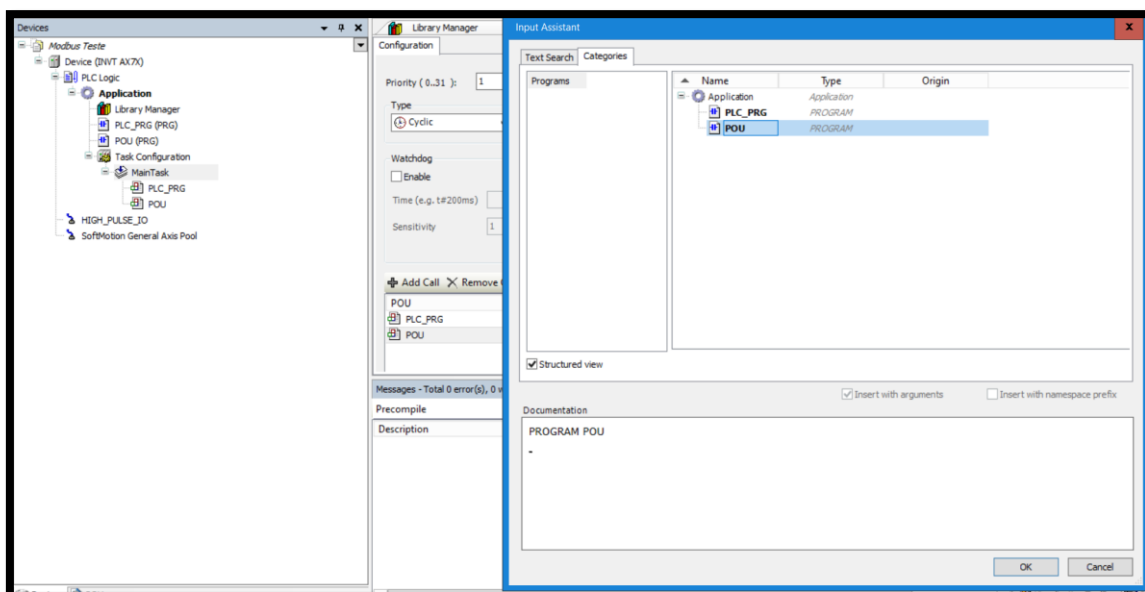 Devices
Modbus Teste
Device (INVT AX7X)
PLC Logic
Application
Library Manager
PLC_PRG (PRG)
POU (PRG)
Task Configuration
MainTask
PLC_PRG
POU
HIGH_PULSE_IO
SoftMotion General Axis Pool
Library Manager
Configuration
Priority ( 0..31 ): 1
Type
Cyclic
Watchdog
Enable
Time (e.g. t#200ms)
Sensitivity 1
Add Call Remove
POU
PLC_PRG
POU
Messages - Total 0 error(s), 0
Precompile
Description
Input Assistant
Text Search Categories
Programs
Name Type Origin
Application Application
PLC_PRG PROGRAM
POU PROGRAM
Structured view
Insert with arguments Insert with namespace prefix
Documentation
PROGRAM POU
-
OK Cancel